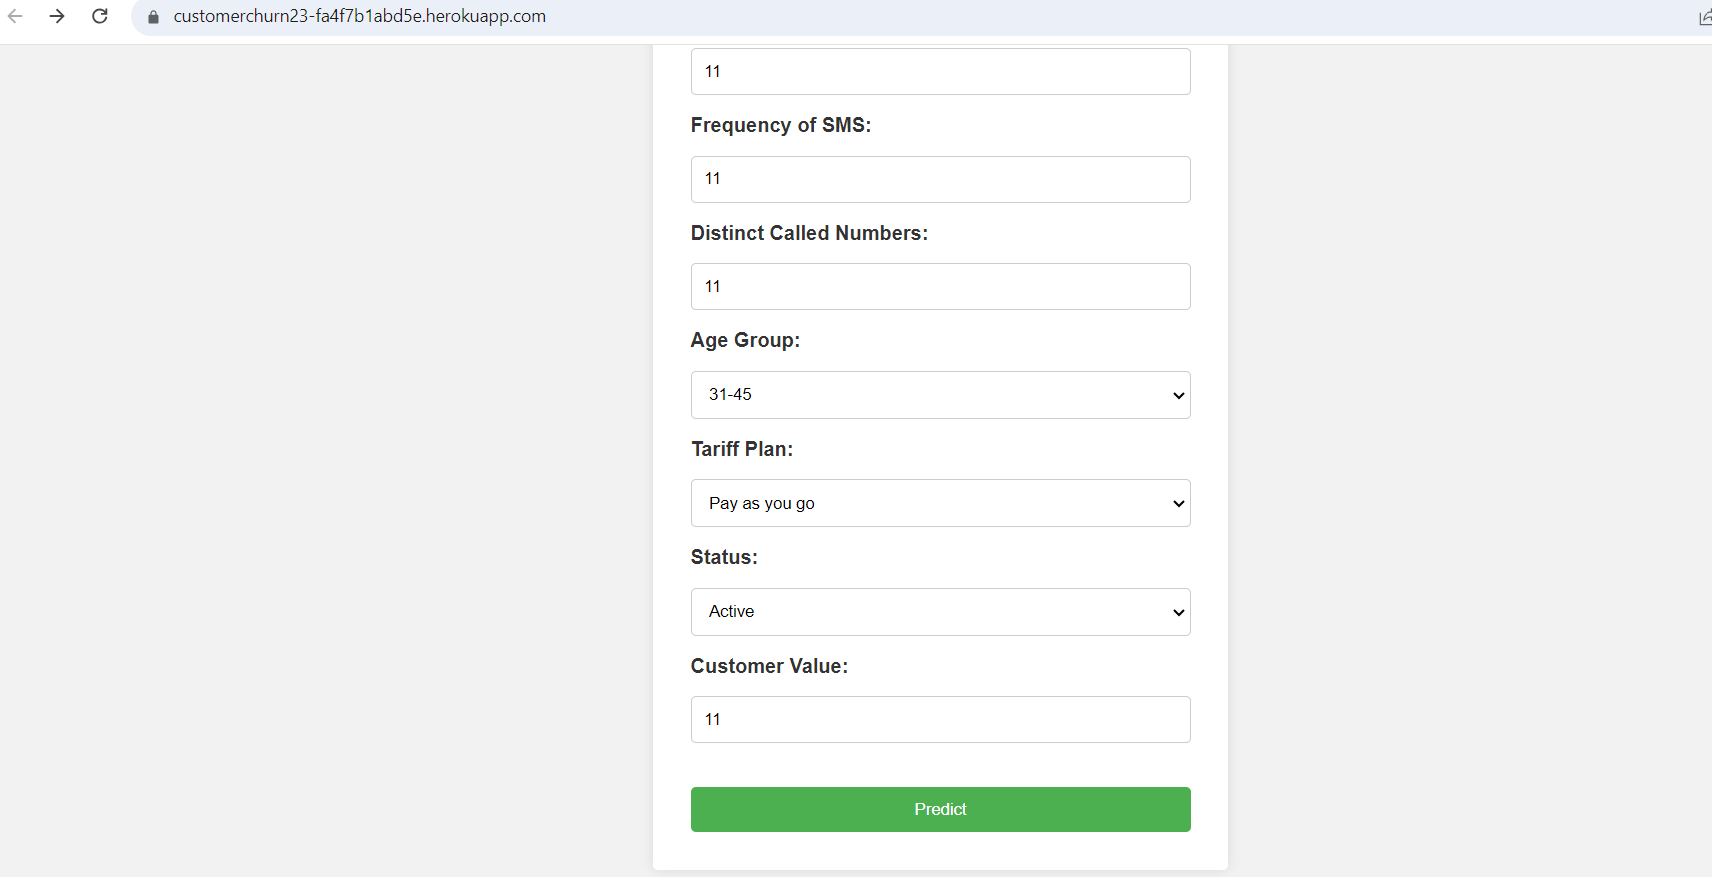 customerchurn23-fa4f7b1abd5e.herokuapp.com
11
Frequency of SMS:
11
Distinct Called Numbers:
11
Age Group:
31-45
Tariff Plan:
Pay as you go
Status:
Active
Customer Value:
11
Predict